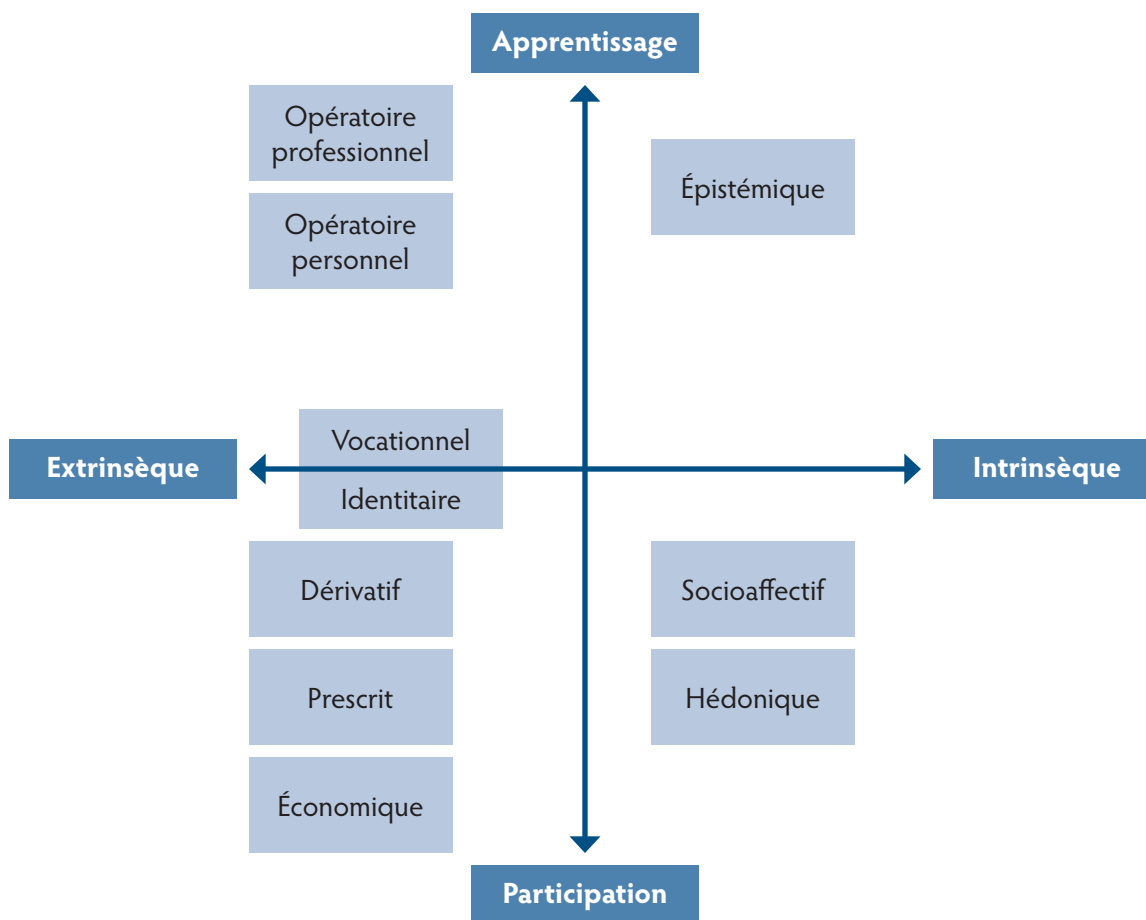 Apprentissage
Opératoire
professionnel
Épistémique
Opératoire
personnel
Vocationnel
Extrinsèque
Intrinsèque
Identitaire
Dérivatif
Socioaffectif
Prescrit
Hédonique
Économique
Participation